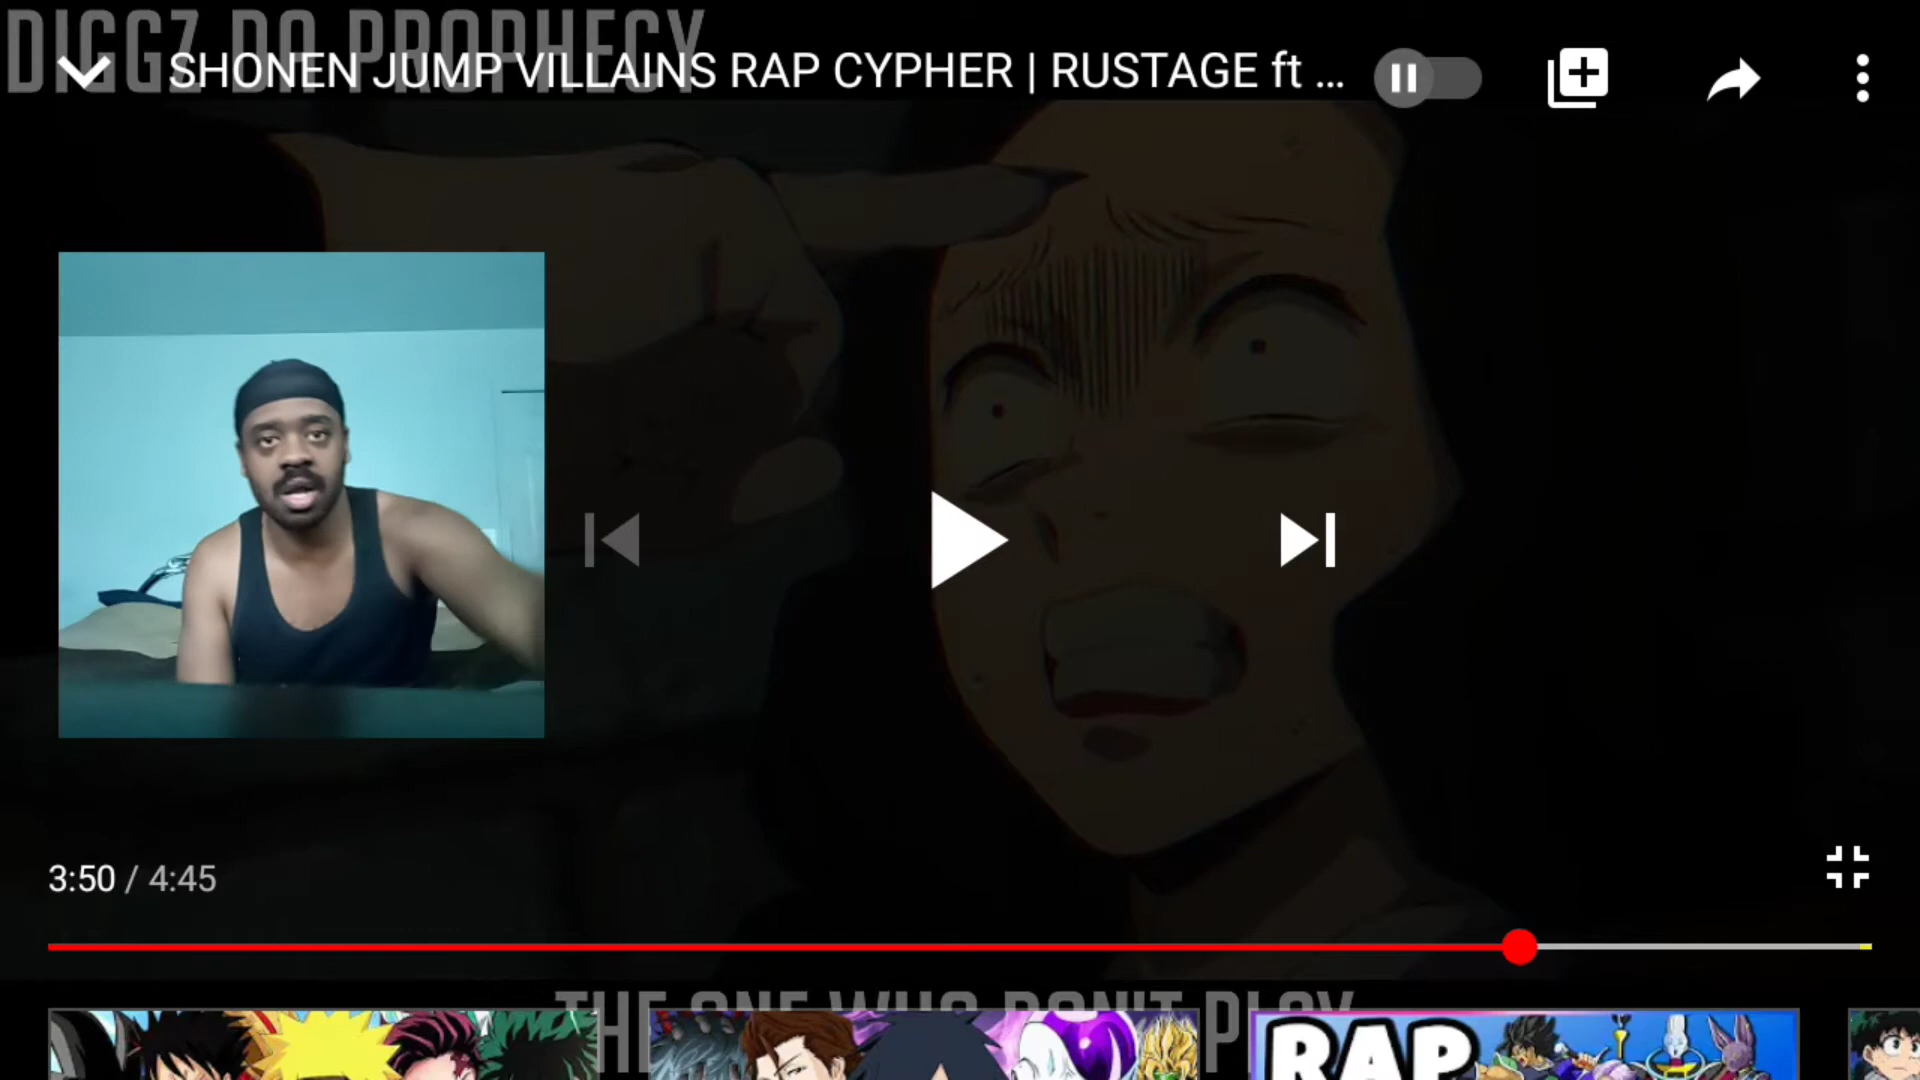 DIGGZ DA PROPHECY
SHONEN JUMP VILLAINS RAP CYPHER | RUSTAGE ft ...
3:50 / 4:45
THE ONE WHO DON'T PLAY
RAP